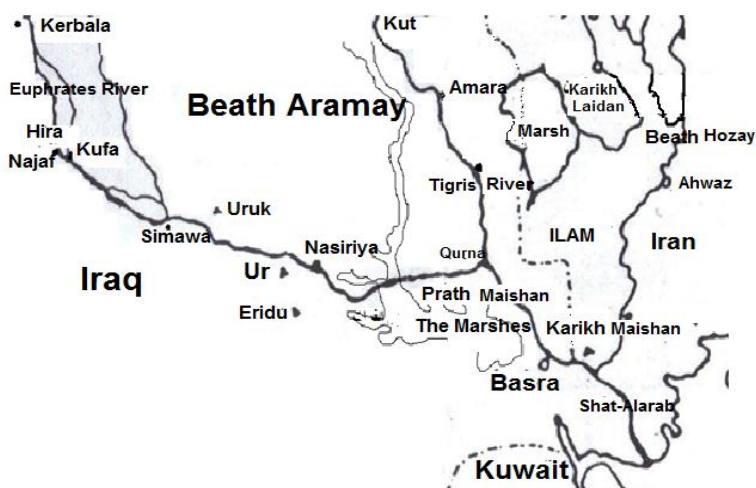 Kerbala
Kut
Euphrates River
Amara
Karikh
Laidan
Beath Aramay
Hira
Marsh
Beath Hozay
Najaf
Kufa
Tigris River
Ahwaz
Uruk
Simawa
Nasiriya
Qurna
ILAM
Iran
Iraq
Ur
Prath Maishan
Eridu
The Marshes
Karikh Maishan
Basra
Shat-Alarab
Kuwait